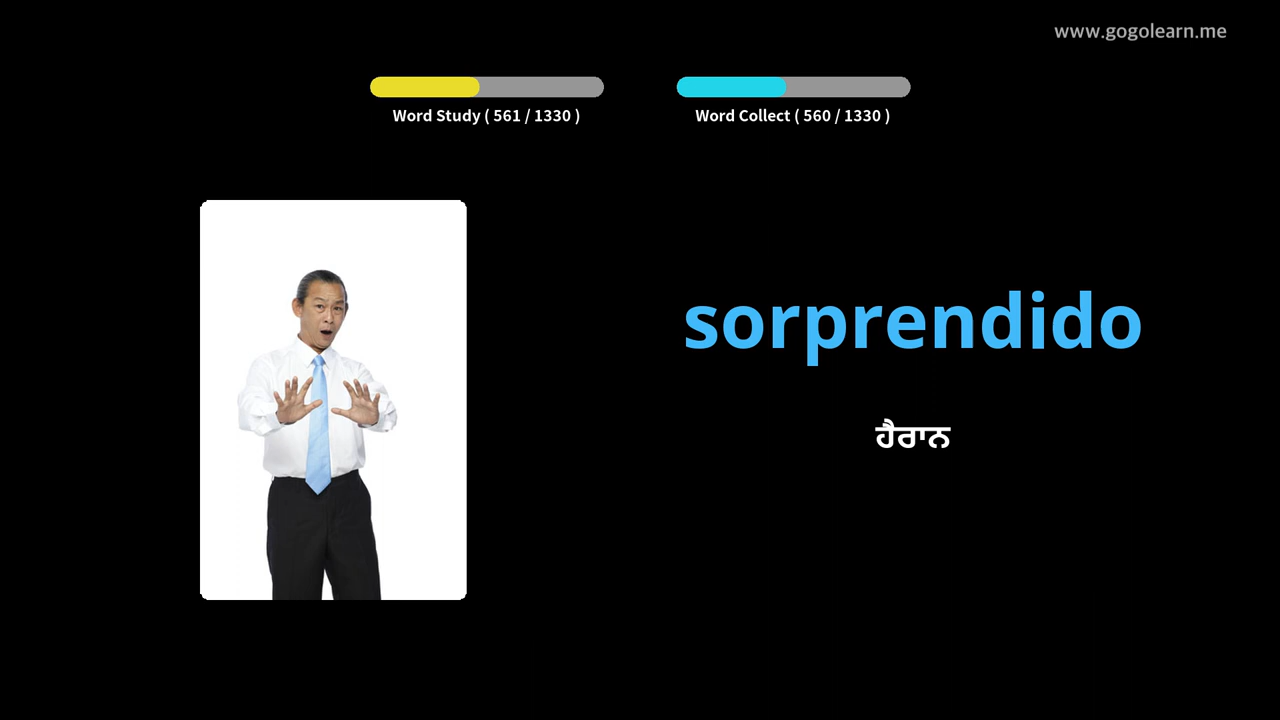 www.gogolearn.me
Word Study ( 561 / 1330 )
Word Collect ( 560 / 1330 )
sorprendido
ਹੈਰਾਨ